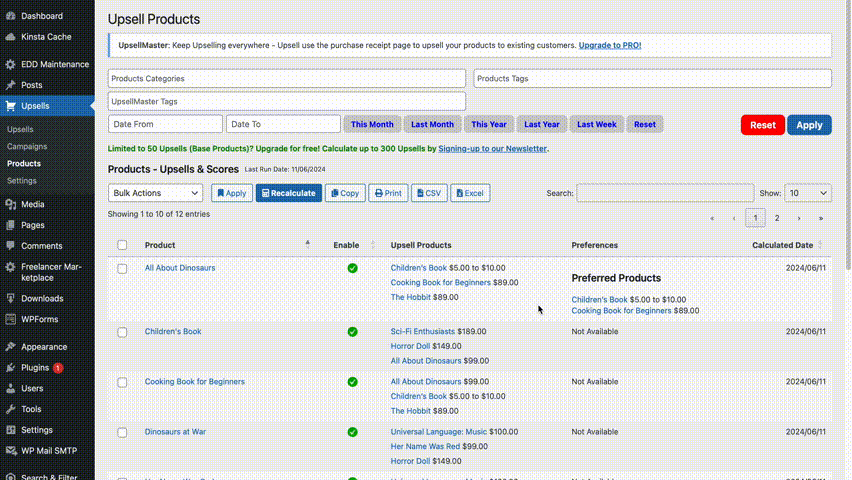 Dashboard
Kinsta Cache
EDD Maintenance
Posts
Upsells
Upsells
Campaigns
Products
Settings
Media
Pages
Comments
Freelancer Mar-
ketplace
Downloads
WPForms
Appearance
Plugins 1
Users
Tools
Settings
WP Mail SMTP
Search & Filter
Upsell Products
UpsellMaster: Keep Upselling everywhere - Upsell use the purchase receipt page to upsell your products to existing customers. Upgrade to PRO!
Products Categories
Products Tags
UpsellMaster Tags
Date From
Date To
This Month
Last Month
This Year
Last Year
Last Week
Reset
Reset
Apply
Limited to 50 Upsells (Base Products)? Upgrade for free! Calculate up to 300 Upsells by Signing-up to our Newsletter.
Products - Upsells & Scores Last Run Date: 11/06/2024
Bulk Actions
Apply
Recalculate
Copy
Print
CSV
Excel
Search:
Show: 10
Showing 1 to 10 of 12 entries
« ‹ 1 2 › »
Product Enable Upsell Products Preferences Calculated Date
All About Dinosaurs
Children's Book $5.00 to $10.00
Cooking Book for Beginners $89.00
The Hobbit $89.00
Preferred Products
Children's Book $5.00 to $10.00
Cooking Book for Beginners $89.00
2024/06/11
Children's Book
Sci-Fi Enthusiasts $189.00
Horror Doll $149.00
All About Dinosaurs $99.00
Not Available
2024/06/11
Cooking Book for Beginners
All About Dinosaurs $99.00
Children's Book $5.00 to $10.00
The Hobbit $89.00
Not Available
2024/06/11
Dinosaurs at War
Universal Language: Music $100.00
Her Name Was Red $99.00
Horror Doll $149.00
Not Available
2024/06/11